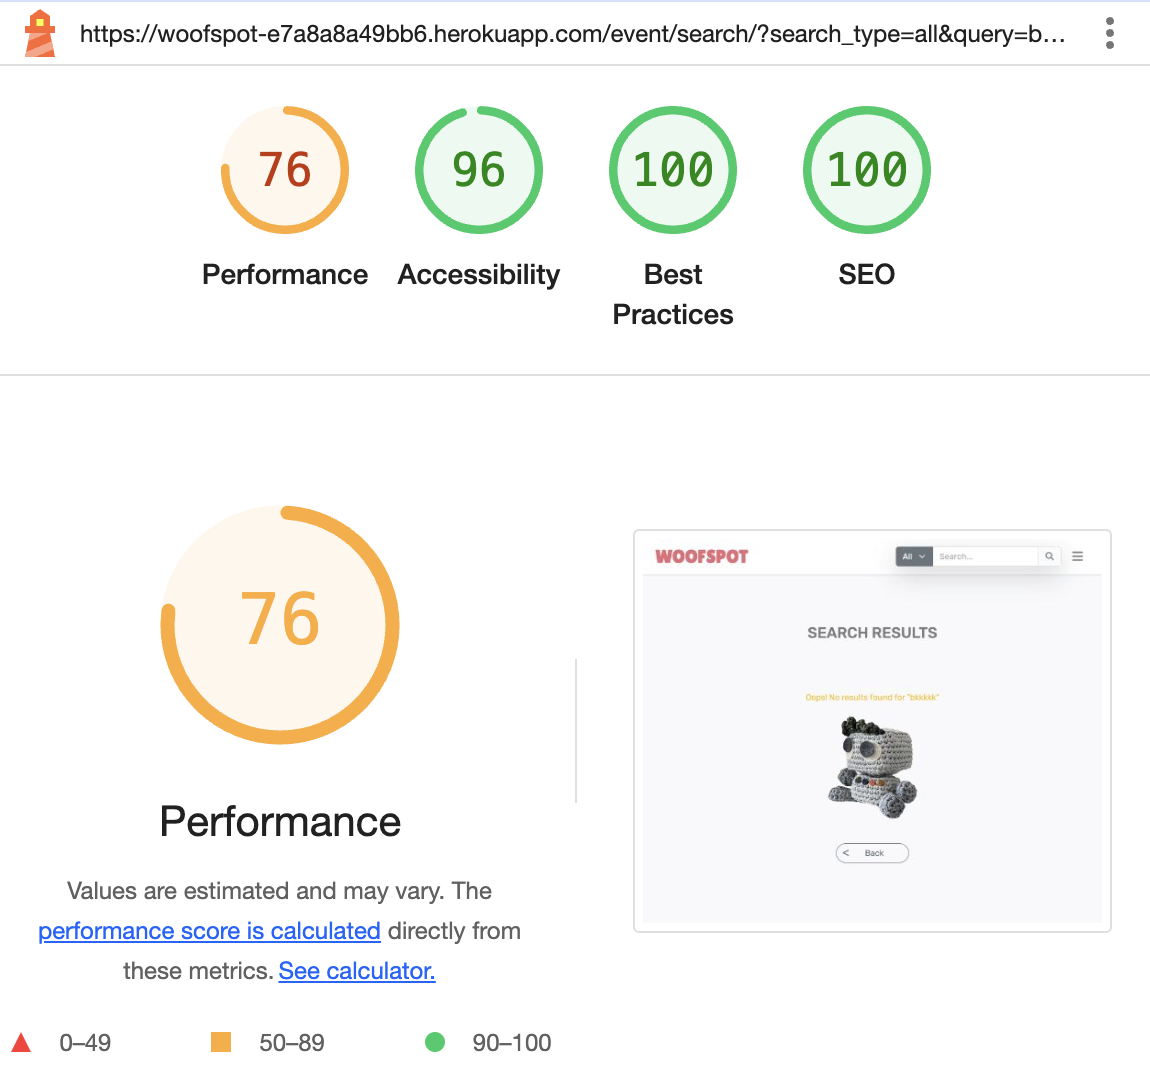 https://woofspot-e7a8a8a49bb6.herokuapp.com/event/search/?search_type=all&query=b…
76
96
100
100
Performance
Accessibility
Best
Practices
SEO
76
Performance
Values are estimated and may vary. The
performance score is calculated directly from
these metrics. See calculator.
0–49
50–89
90–100
WOOFSPOT
All
Search...
SEARCH RESULTS
Oops! No results found for "bkkkkk"
< Back